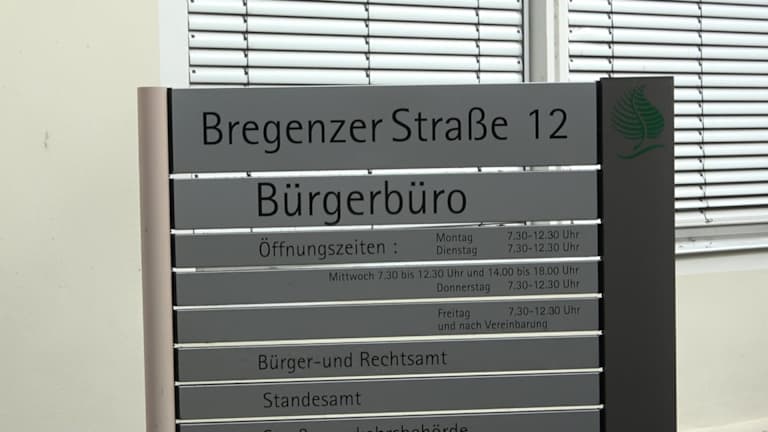 Bregenzer Straße 12
Bürgerbüro
Öffnungszeiten : Montag 7.30-12.30 Uhr
Dienstag 7.30-12.30 Uhr
Mittwoch 7.30 bis 12.30 Uhr und 14.00 bis 18.00 Uhr
Donnerstag 7.30-12.30 Uhr
Freitag 7.30-12.00 Uhr
und nach Vereinbarung
Bürger-und Rechtsamt
Standesamt